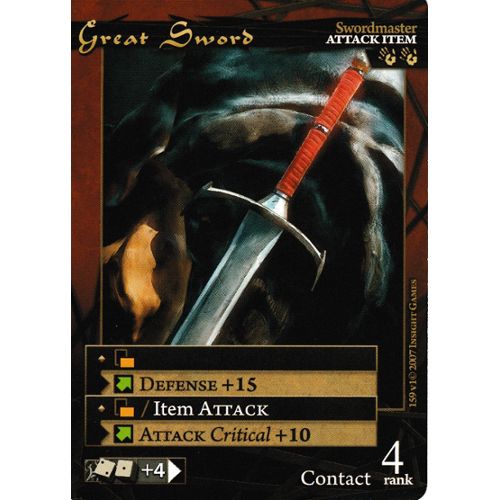 Great Sword
Swordmaster
ATTACK ITEM
DEFENSE +15
/ Item ATTACK
ATTACK Critical +10
+4
Contact 4
rank
159 v1 © 2007 INSIGHT GAMES